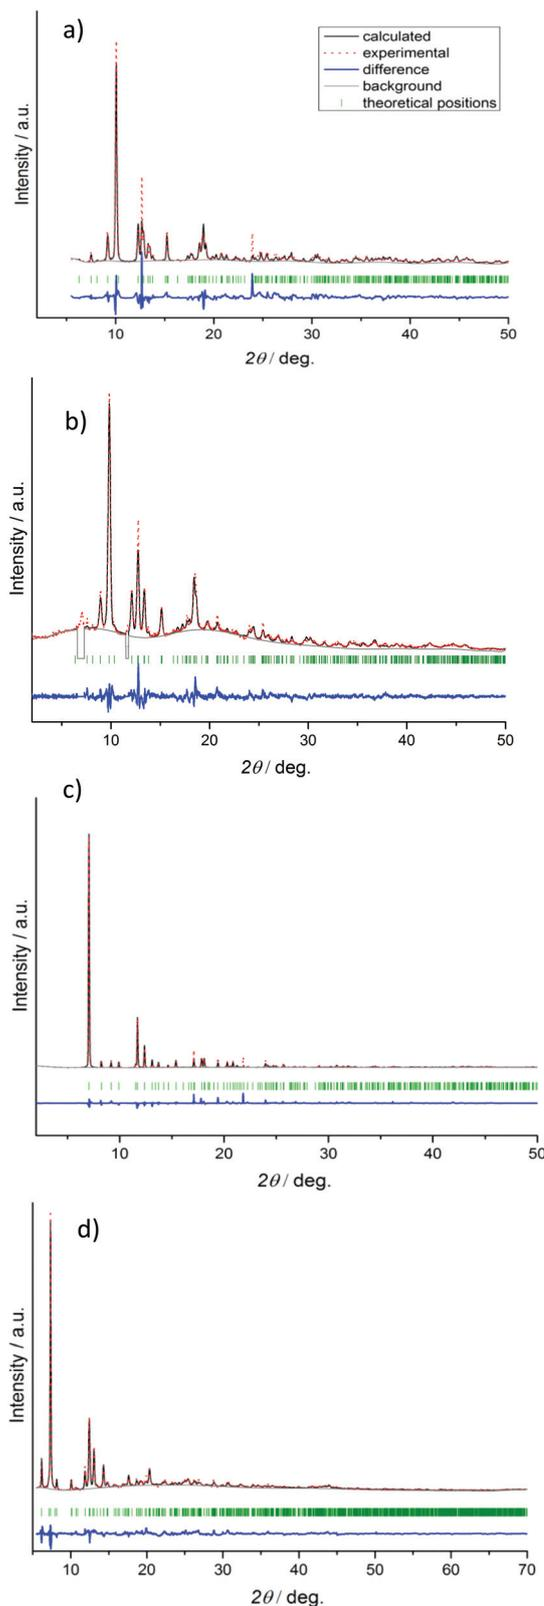 a)
calculated
experimental
difference
background
theoretical positions
Intensity / a.u.
10 20 30 40 50
2θ / deg.
b)
Intensity / a.u.
10 20 30 40 50
2θ / deg.
c)
Intensity / a.u.
10 20 30 40 50
2θ / deg.
d)
Intensity / a.u.
10 20 30 40 50 60 70
2θ / deg.